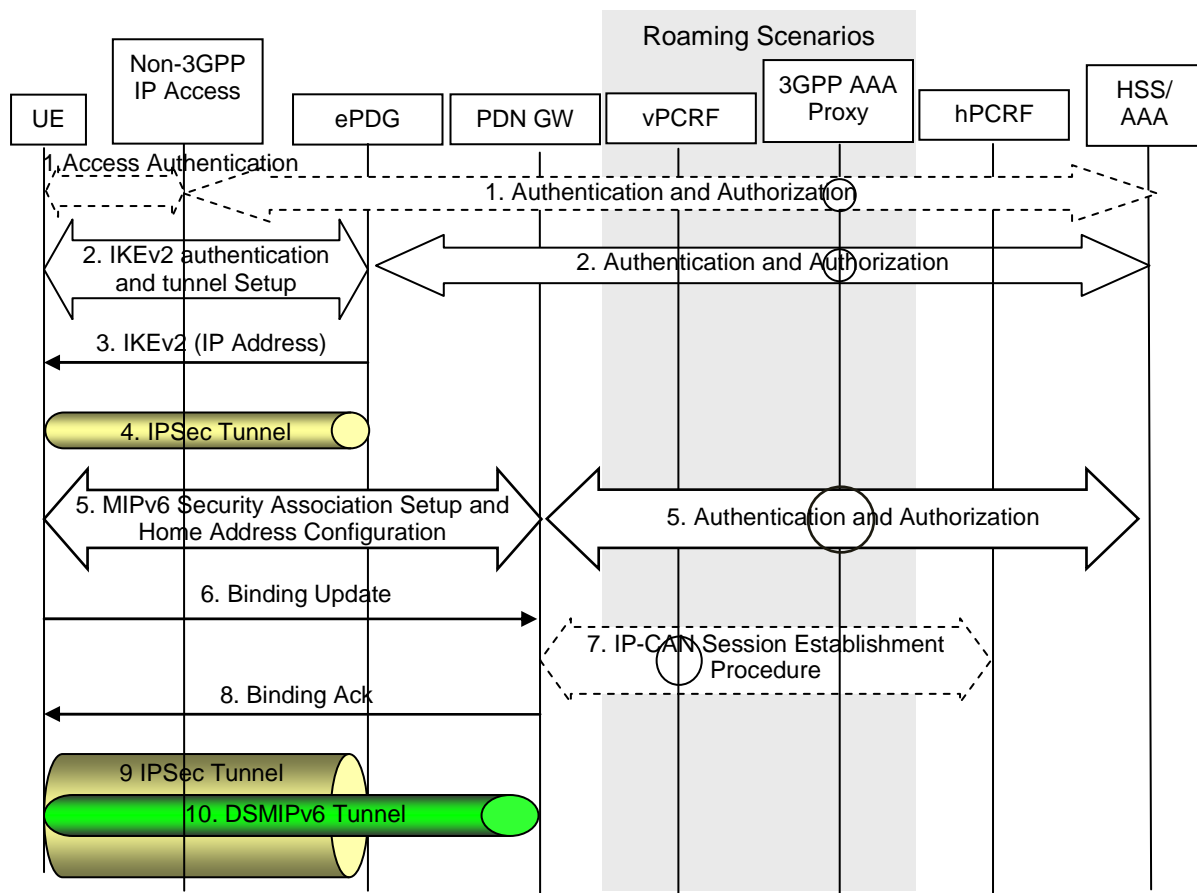 Roaming Scenarios
UE
Non-3GPP
IP Access
ePDG
PDN GW
vPCRF
3GPP AAA
Proxy
hPCRF
HSS/
AAA
1.Access Authentication
1. Authentication and Authorization
2. IKEv2 authentication
and tunnel Setup
2. Authentication and Authorization
3. IKEv2 (IP Address)
4. IPSec Tunnel
5. MIPv6 Security Association Setup and
Home Address Configuration
5. Authentication and Authorization
6. Binding Update
7. IP-CAN Session Establishment
Procedure
8. Binding Ack
9 IPSec Tunnel
10. DSMIPv6 Tunnel